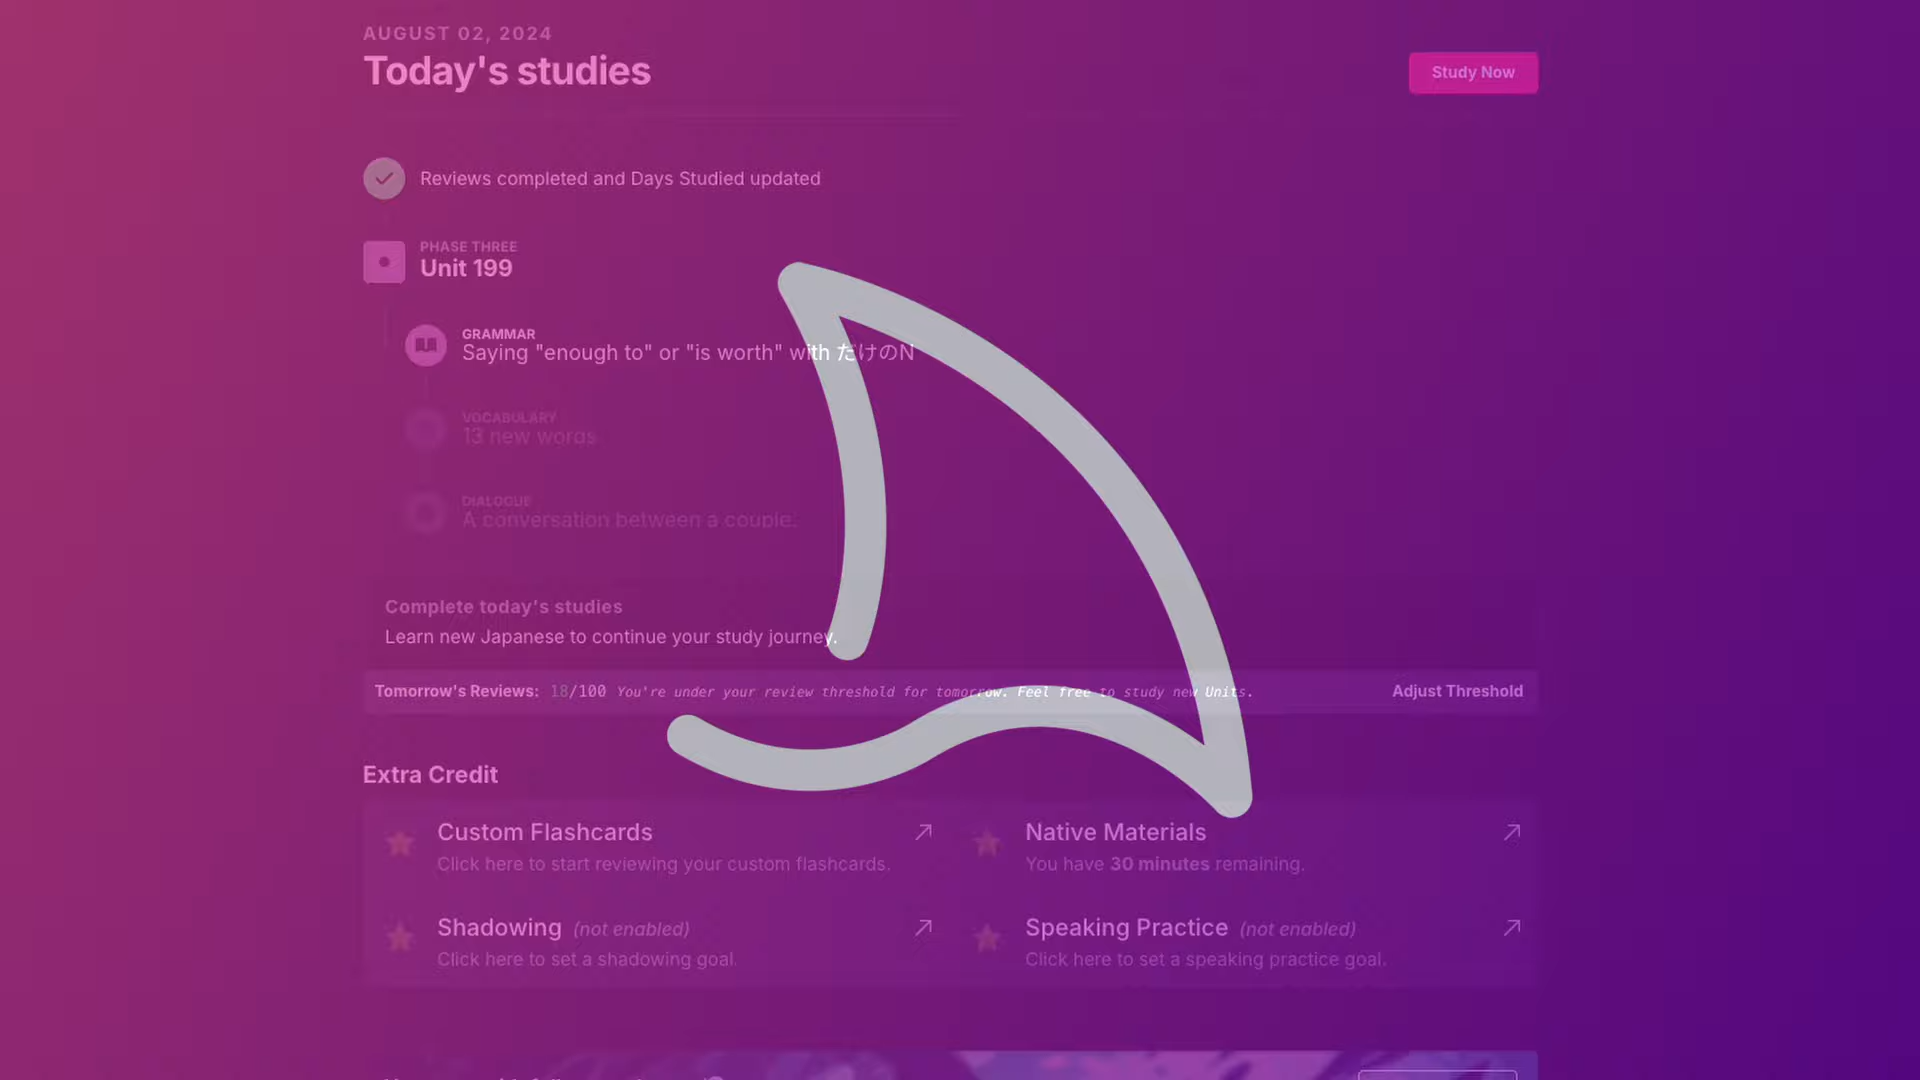 AUGUST 02, 2024
Today's studies
Study Now
Reviews completed and Days Studied updated
PHASE THREE
Unit 199
GRAMMAR
Saying "enough to" or "is worth" with だけのN
VOCABULARY
13 new words
DIALOGUE
A conversation between a couple.
Complete today's studies
Learn new Japanese to continue your study journey.
Tomorrow's Reviews: 18/100 You're under your review threshold for tomorrow. Feel free to study new Units. Adjust Threshold
Extra Credit
Custom Flashcards
Click here to start reviewing your custom flashcards.
Native Materials
You have 30 minutes remaining.
Shadowing (not enabled)
Click here to set a shadowing goal.
Speaking Practice (not enabled)
Click here to set a speaking practice goal.